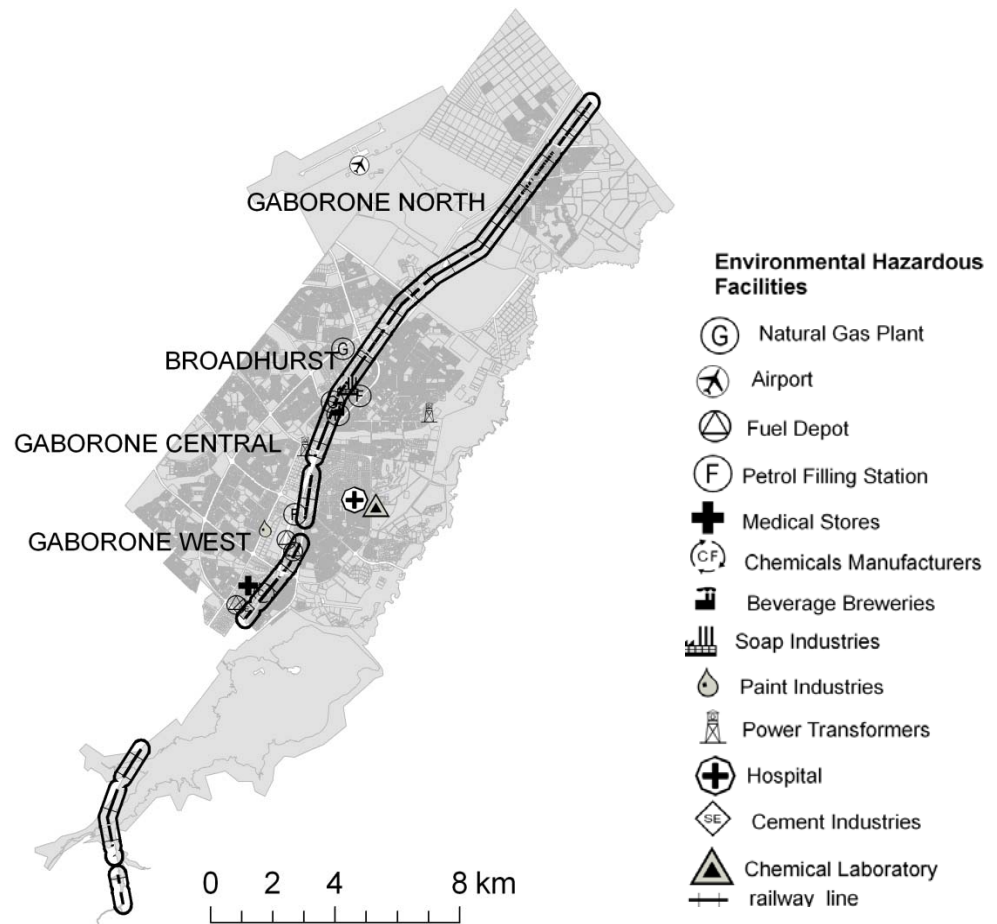 GABORONE NORTH
BROADHURST
GABORONE CENTRAL
GABORONE WEST
G
F
F
0 2 4 8 km
Environmental Hazardous
Facilities
G Natural Gas Plant
Airport
Fuel Depot
F Petrol Filling Station
Medical Stores
CF Chemicals Manufacturers
Beverage Breweries
Soap Industries
Paint Industries
Power Transformers
Hospital
SE Cement Industries
Chemical Laboratory
railway_line